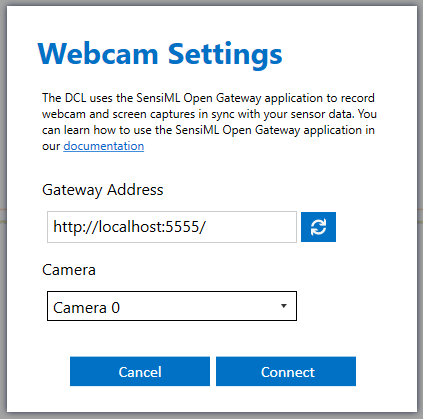 Webcam Settings
The DCL uses the SensiML Open Gateway application to record
webcam and screen captures in sync with your sensor data. You
can learn how to use the SensiML Open Gateway application in
our documentation
Gateway Address
http://localhost:5555/
Camera
Camera 0
Cancel
Connect